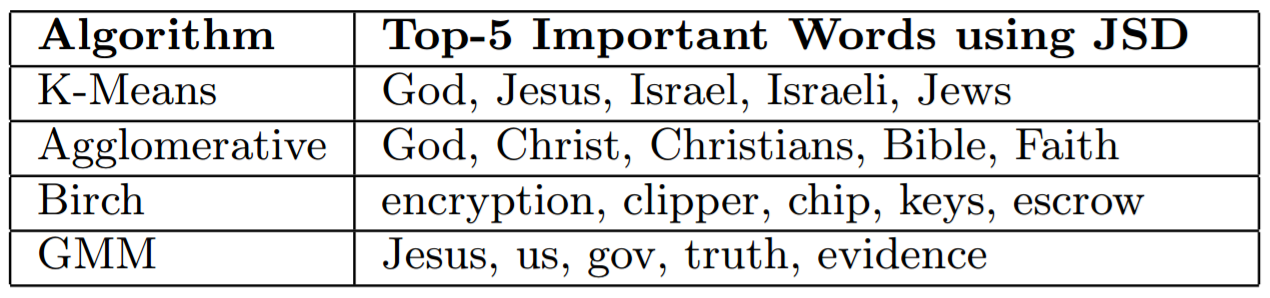 Algorithm Top-5 Important Words using JSD
K-Means God, Jesus, Israel, Israeli, Jews
Agglomerative God, Christ, Christians, Bible, Faith
Birch encryption, clipper, chip, keys, escrow
GMM Jesus, us, gov, truth, evidence